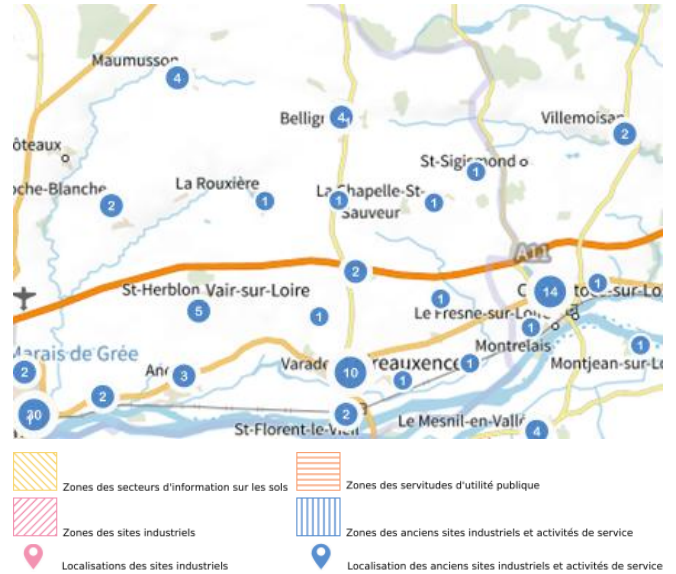 Maumusson
4
Bellig
4
Villemoisan
2
ôteaux
St-Sigismond
1
oche-Blanche
2
La Rouxière
1
La Chapelle-St-
Sauveur
1
1
A11
2
St-Herblon Vair-sur-Loire
5
1
1
14
1
Le Fresne-sur-Loire
1
Montrelais
Marais de Grée
2
Anc
3
Varade
10
reauxence
1
1
Montjean-sur-Lo
1
30
2
2
St-Florent-le-Vieil
Le Mesnil-en-Vallé
4
Zones des secteurs d'information sur les sols
Zones des servitudes d'utilité publique
Zones des sites industriels
Zones des anciens sites industriels et activités de service
Localisations des sites industriels
Localisation des anciens sites industriels et activités de service